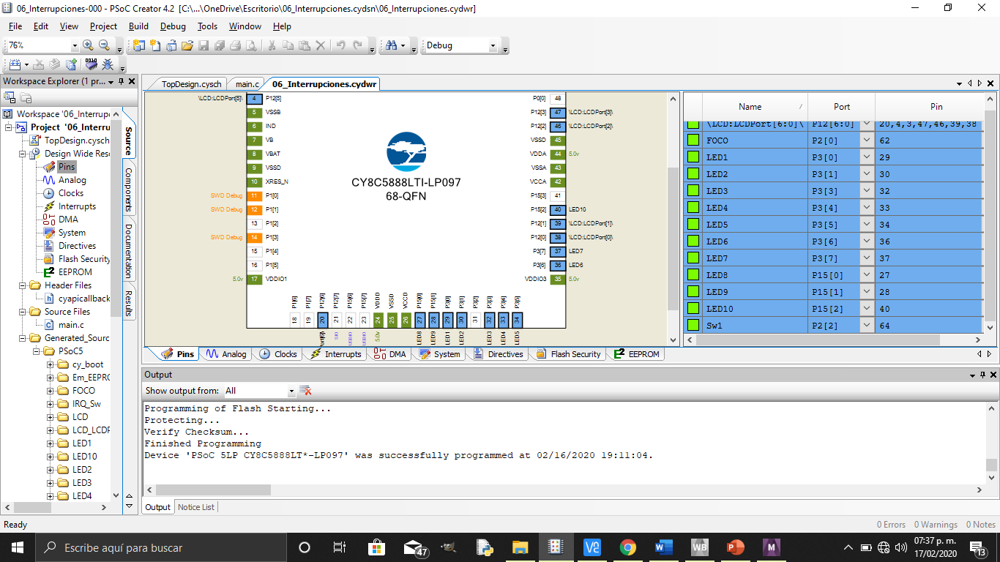 06_Interrupciones-000 - PSoC Creator 4.2 [C:\...\OneDrive\Escritorio\06_Interrupciones.cydsn\06_Interrupciones.cydwr]
File Edit View Project Build Debug Tools Window Help
76% Debug
Workspace Explorer (1 pr...
TopDesign.cysch main.c 06_Interrupciones.cydwr
Workspace '06_Interrupc
Project '06_Interru
TopDesign.cysch
Design Wide Res
Pins
Analog
Clocks
Interrupts
DMA
System
Directives
Flash Security
EEPROM
Header Files
cyapicallback
Source Files
main.c
Generated_Sourc
PSoC5
cy_boot
Em_EEPRO
FOCO
IRQ_Sw
LCD
LCD_LCDP
LED1
LED10
LED2
LED3
LED4
Source
Components
Documentation
Results
\LCD:LCDPort[5]\ 4 P12[5]
5 VSSB
6 IND
7 VB
8 VBAT
9 VSSD
10 XRES_N
SWD Debug 11 P1[0]
SWD Debug 12 P1[1]
13 P1[2]
SWD Debug 14 P1[3]
15 P1[4]
16 P1[5]
5.0v 17 VDDIO1
CY8C5888LTI-LP097
68-QFN
P0[0] 48
P12[3] 47 \LCD:LCDPort[3]\
P12[2] 46 \LCD:LCDPort[2]\
VSSD 45
VDDA 44 5.0v
VSSA 43
VCCA 42
P15[3] 41
P15[2] 40 LED10
P12[1] 39 \LCD:LCDPort[1]\
P12[0] 38 \LCD:LCDPort[0]\
P3[7] 37 LED7
P3[6] 36 LED6
VDDIO3 35 5.0v
P1[6] P1[7] P12[6] P12[7] P15[6] P15[7] VDDD VSSD VCCD P15[0] P15[1] P3[0] P3[1] P3[2] P3[3] P3[4] P3[5]
18 19 20 21 22 23 24 25 26 27 28 29 30 31 32 33 34
SIO USBIO USBIO 5.0v LED8 LED9 LED1 LED2 LED3 LED4 LED5
Name Port Pin
\LCD:LCDPort[6:0]\ P12[6:0] 20,4,3,47,46,39,38
FOCO P2[0] 62
LED1 P3[0] 29
LED2 P3[1] 30
LED3 P3[3] 32
LED4 P3[4] 33
LED5 P3[5] 34
LED6 P3[6] 36
LED7 P3[7] 37
LED8 P15[0] 27
LED9 P15[1] 28
LED10 P15[2] 40
Sw1 P2[2] 64
Pins Analog Clocks Interrupts DMA System Directives Flash Security EEPROM
Output
Show output from: All
Programming of Flash Starting...
Protecting...
Verify Checksum...
Finished Programming
Device 'PSoC 5LP CY8C5888LT*-LP097' was successfully programmed at 02/16/2020 19:11:04.
Output Notice List
Ready 0 Errors 0 Warnings 0 Notes
Escribe aquí para buscar
47
WB
07:37 p. m.
17/02/2020
13